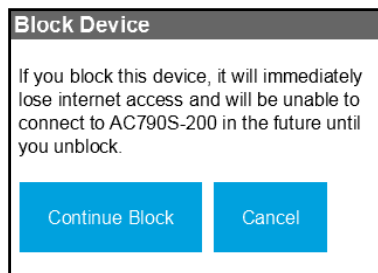 Block Device
If you block this device, it will immediately
lose internet access and will be unable to
connect to AC790S-200 in the future until
you unblock.
Continue Block
Cancel